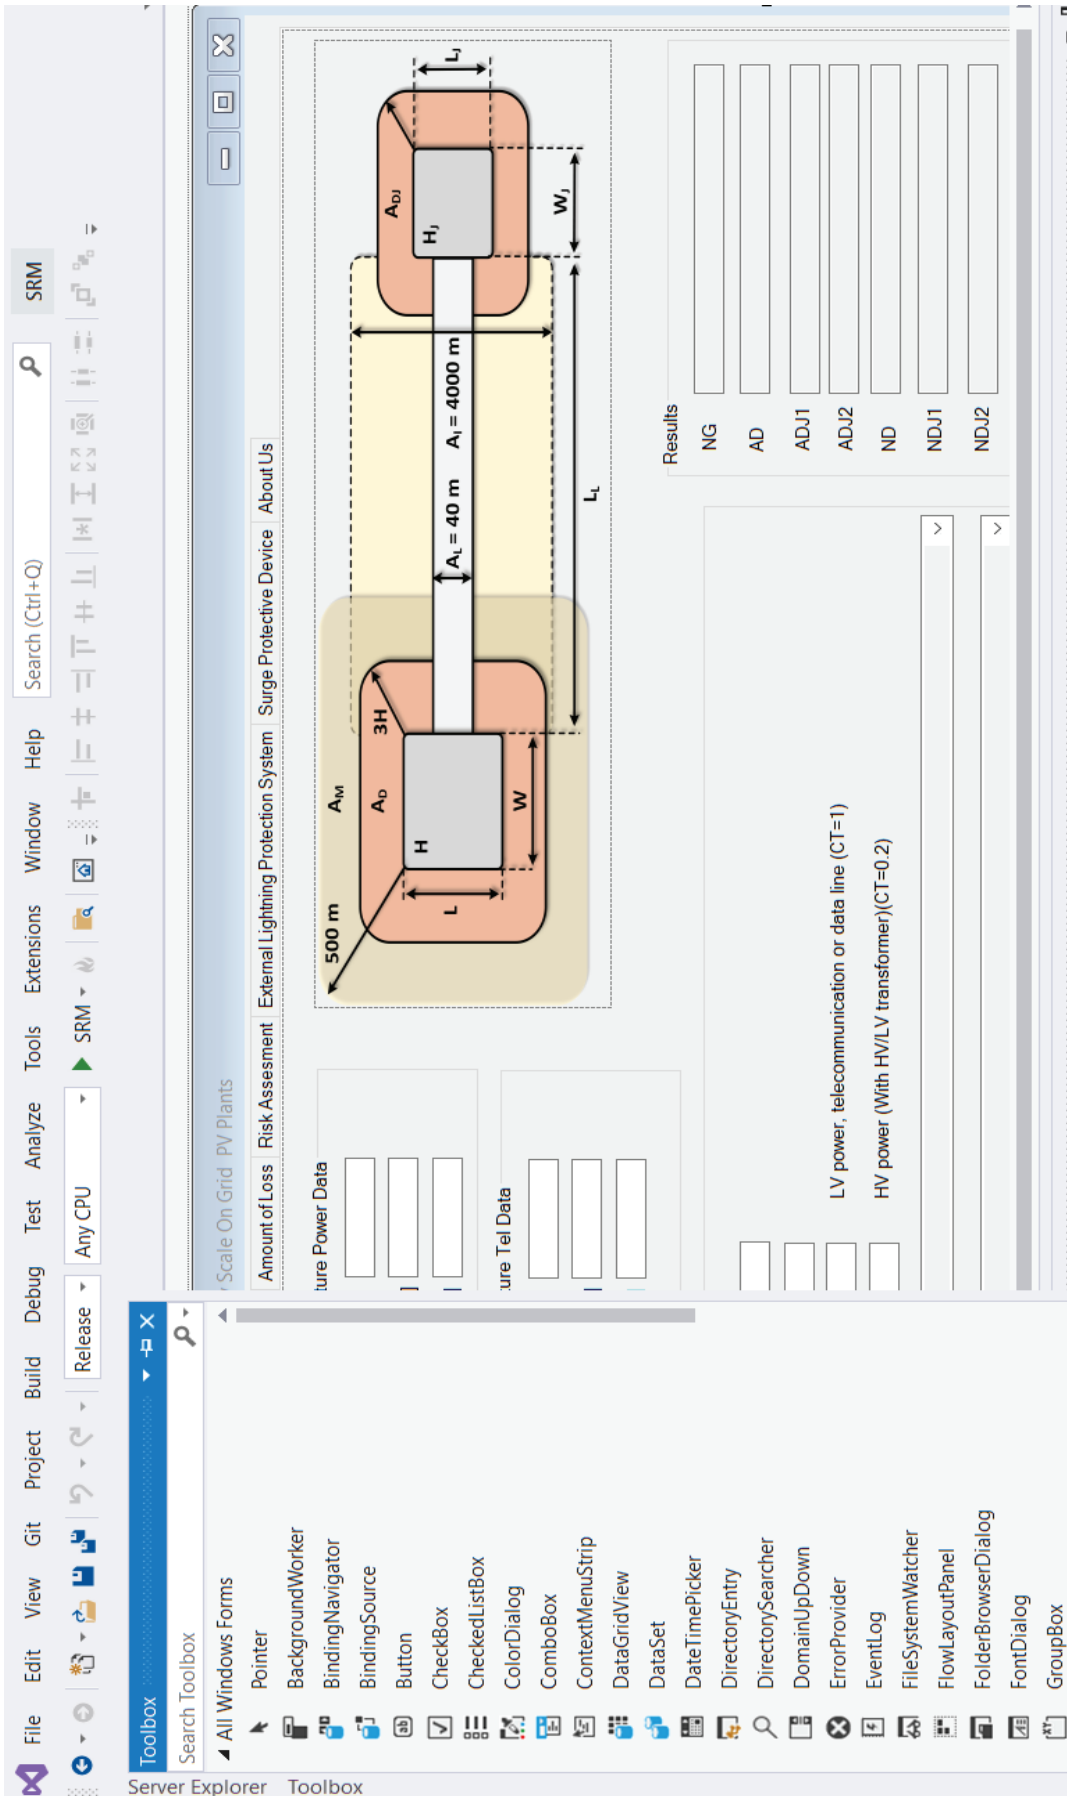 File Edit View Git Project Build Debug Test Analyze Tools Extensions Window Help Search (Ctrl+Q) SRM
Release Any CPU SRM
Server Explorer
Toolbox
Toolbox
Search Toolbox
All Windows Forms
Pointer
BackgroundWorker
BindingNavigator
BindingSource
Button
CheckBox
CheckedListBox
ColorDialog
ComboBox
ContextMenuStrip
DataGridView
DataSet
DateTimePicker
DirectoryEntry
DirectorySearcher
DomainUpDown
ErrorProvider
EventLog
FileSystemWatcher
FlowLayoutPanel
FolderBrowserDialog
FontDialog
GroupBox
Scale On Grid PV Plants
Amount of Loss Risk Assesment External Lightning Protection System Surge Protective Device About Us
ture Power Data
]
]
ture Tel Data
]
]
500 m
AM
AD
3H
H
L
W
AL = 40 m AI = 4000 m
LL
ADJ
HJ
LJ
WJ
LV power, telecommunication or data line (CT=1)
HV power (With HV/LV transformer)(CT=0.2)
Results
NG
AD
ADJ1
ADJ2
ND
NDJ1
NDJ2